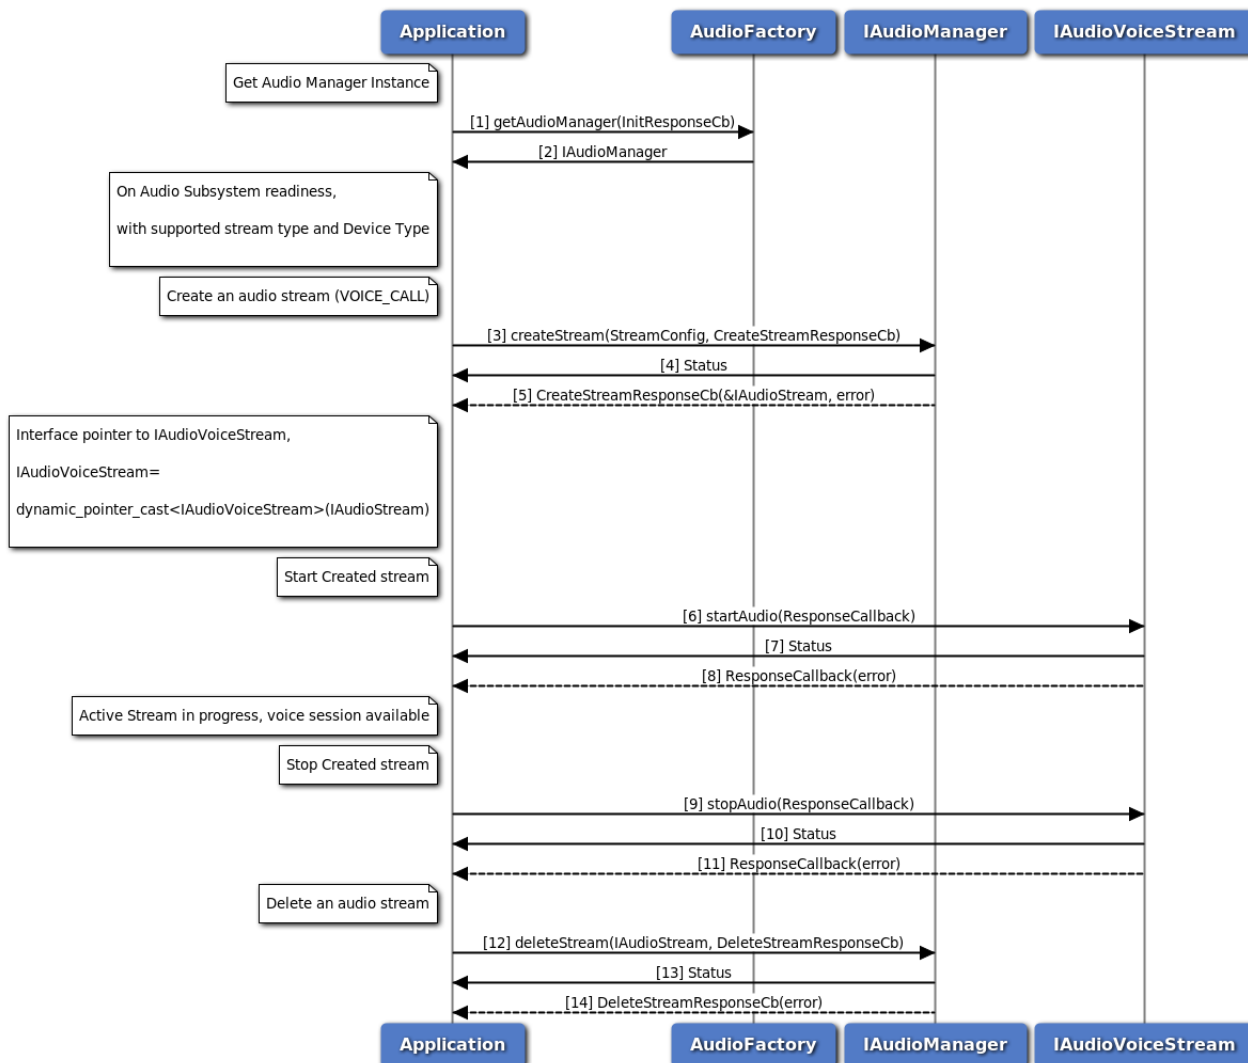 Application
AudioFactory
IAudioManager
IAudioVoiceStream
Get Audio Manager Instance
[1] getAudioManager(InitResponseCb)
[2] IAudioManager
On Audio Subsystem readiness,
with supported stream type and Device Type
Create an audio stream (VOICE_CALL)
[3] createStream(StreamConfig, CreateStreamResponseCb)
[4] Status
[5] CreateStreamResponseCb(&IAudioStream, error)
Interface pointer to IAudioVoiceStream,
IAudioVoiceStream=
dynamic_pointer_cast<IAudioVoiceStream>(IAudioStream)
Start Created stream
[6] startAudio(ResponseCallback)
[7] Status
[8] ResponseCallback(error)
Active Stream in progress, voice session available
Stop Created stream
[9] stopAudio(ResponseCallback)
[10] Status
[11] ResponseCallback(error)
Delete an audio stream
[12] deleteStream(IAudioStream, DeleteStreamResponseCb)
[13] Status
[14] DeleteStreamResponseCb(error)
Application
AudioFactory
IAudioManager
IAudioVoiceStream